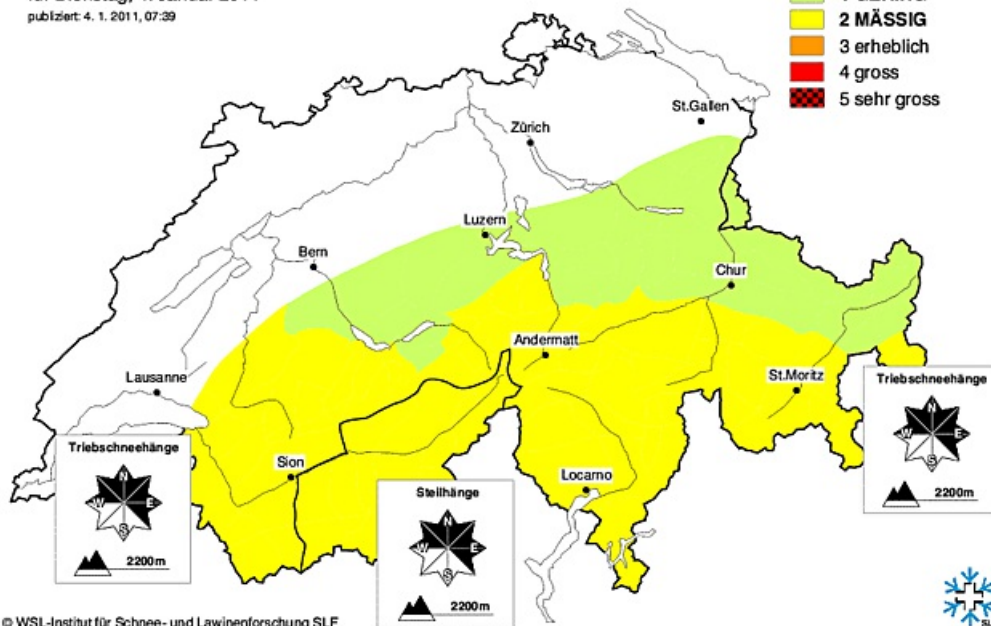 publiziert: 4. 1. 2011, 07:39
2 MÄSSIG
3 erheblich
4 gross
5 sehr gross
St.Gallen
Zürich
Luzern
Bern
Chur
Andermatt
Lausanne
St.Moritz
Triebschneehänge
N
W E
S
2200m
Triebschneehänge
N
W E
S
2200m
Sion
Locarno
Steilhänge
N
W E
S
2200m
© WSL-Institut für Schnee- und Lawinenforschung SLF
SLF